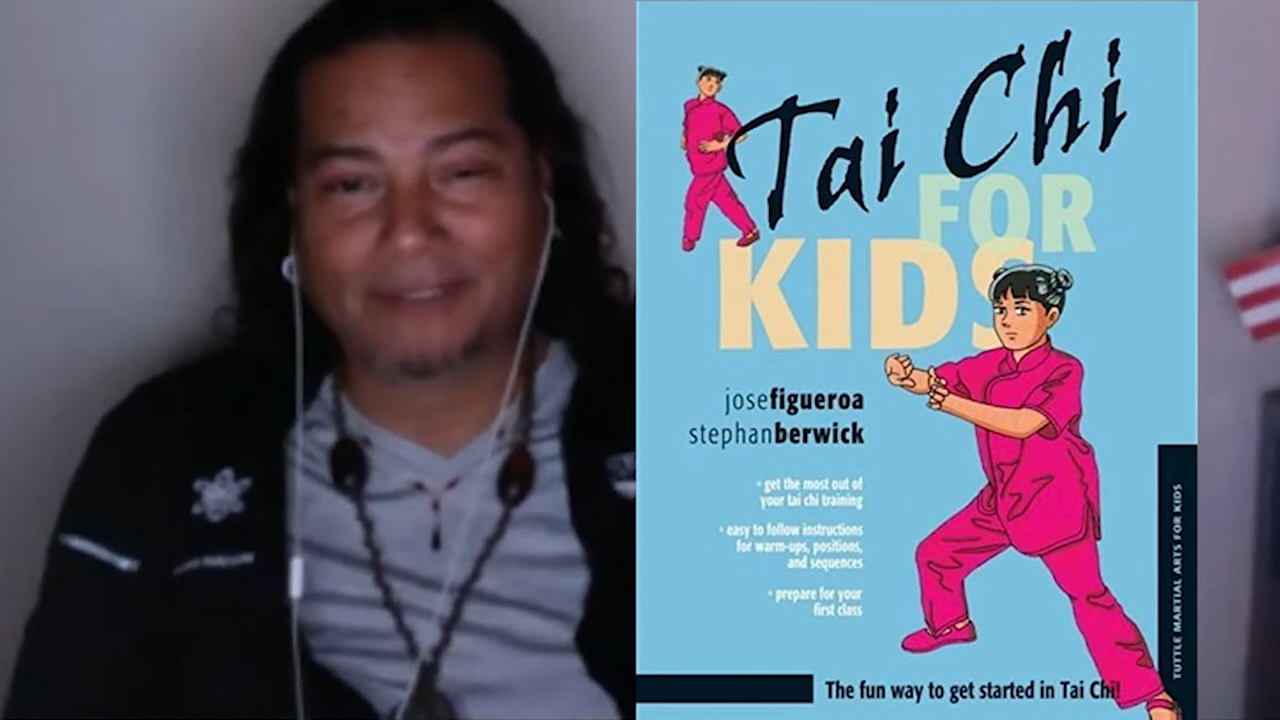 Tai Chi
FOR
KIDS
josefigueroa
stephanberwick
• get the most out of
your tai chi training
• easy to follow instructions
for warm-ups, positions,
and sequences
• prepare for your
first class
TUTTLE MARTIAL ARTS FOR KIDS
The fun way to get started in Tai Chi!